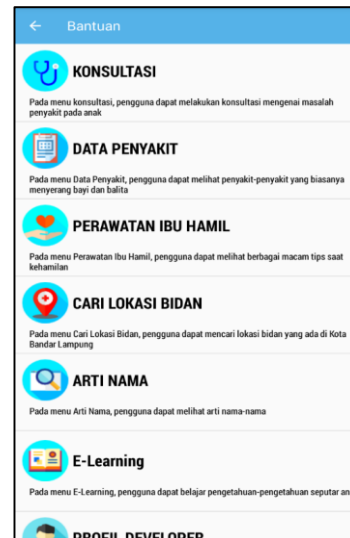 Bantuan
KONSULTASI
Pada menu konsultasi, pengguna dapat melakukan konsultasi mengenai masalah
penyakit pada anak
DATA PENYAKIT
Pada menu Data Penyakit, pengguna dapat melihat penyakit-penyakit yang biasanya
menyerang bayi dan balita
PERAWATAN IBU HAMIL
Pada menu Perawatan Ibu Hamil, pengguna dapat melihat berbagai macam tips saat
kehamilan
CARI LOKASI BIDAN
Pada menu Cari Lokasi Bidan, pengguna dapat mencari lokasi bidan yang ada di Kota
Bandar Lampung
ARTI NAMA
Pada menu Arti Nama, pengguna dapat melihat arti nama-nama
E-Learning
Pada menu E-Learning, pengguna dapat belajar pengetahuan-pengetahuan seputar an
PROFIL DEVELOPER